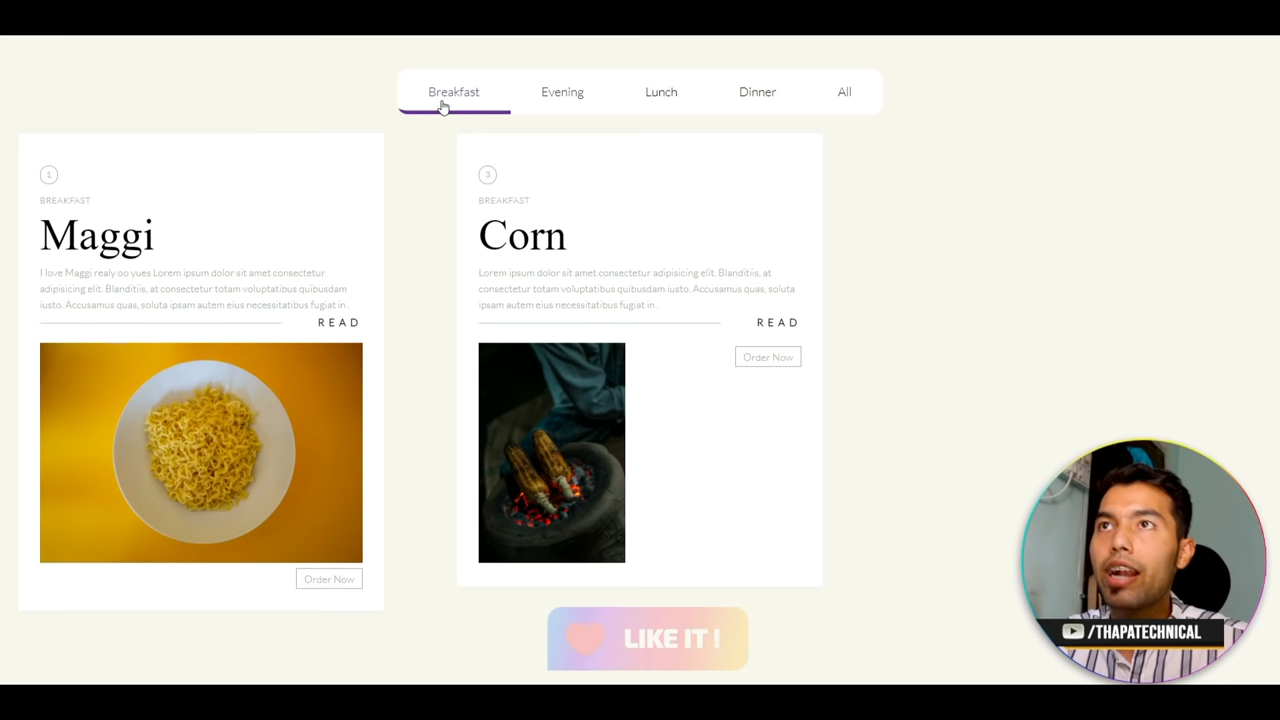 Breakfast Evening Lunch Dinner All
1
BREAKFAST
Maggi
I love Maggi realy oo yues Lorem ipsum dolor sit amet consectetur
adipisicing elit. Blanditiis, at consectetur totam voluptatibus quibusdam
iusto. Accusamus quas, soluta ipsam autem eius necessitatibus fugiat in .
READ
Order Now
3
BREAKFAST
Corn
Lorem ipsum dolor sit amet consectetur adipisicing elit. Blanditiis, at
consectetur totam voluptatibus quibusdam iusto. Accusamus quas, soluta
ipsam autem eius necessitatibus fugiat in .
READ
Order Now
LIKE IT !
/THAPATECHNICAL